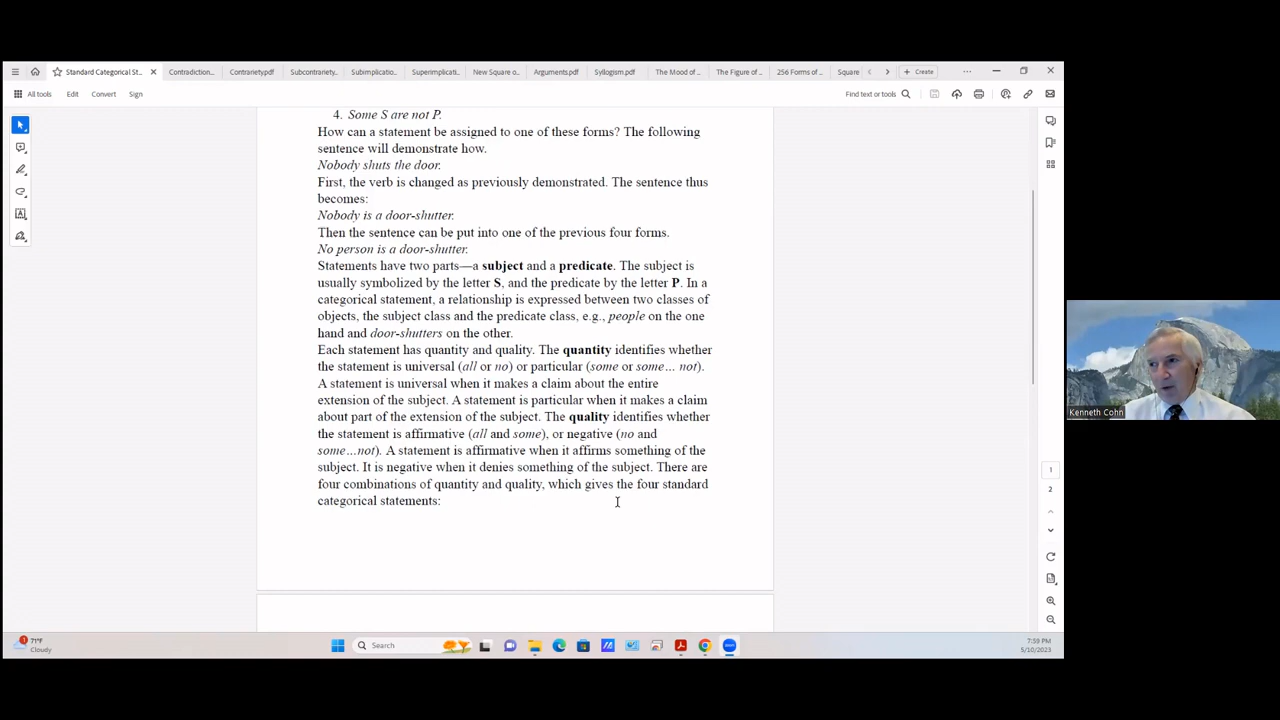 Standard Categorical St...
Contradiction...
Contrariety.pdf
Subcontrariety...
Subimplicatio...
Superimplicati...
New Square o...
Arguments.pdf
Syllogism.pdf
The Mood of ...
The Figure of ...
256 Forms of ...
Square
Create
All tools
Edit
Convert
Sign
Find text or tools
4. Some S are not P.
How can a statement be assigned to one of these forms? The following
sentence will demonstrate how.
Nobody shuts the door.
First, the verb is changed as previously demonstrated. The sentence thus
becomes:
Nobody is a door-shutter.
Then the sentence can be put into one of the previous four forms.
No person is a door-shutter.
Statements have two parts—a subject and a predicate. The subject is
usually symbolized by the letter S, and the predicate by the letter P. In a
categorical statement, a relationship is expressed between two classes of
objects, the subject class and the predicate class, e.g., people on the one
hand and door-shutters on the other.
Each statement has quantity and quality. The quantity identifies whether
the statement is universal (all or no) or particular (some or some... not).
A statement is universal when it makes a claim about the entire
extension of the subject. A statement is particular when it makes a claim
about part of the extension of the subject. The quality identifies whether
the statement is affirmative (all and some), or negative (no and
some...not). A statement is affirmative when it affirms something of the
subject. It is negative when it denies something of the subject. There are
four combinations of quantity and quality, which gives the four standard
categorical statements:
Kenneth Cohn
1
2
1
71°F
Cloudy
Search
7:59 PM
5/10/2023